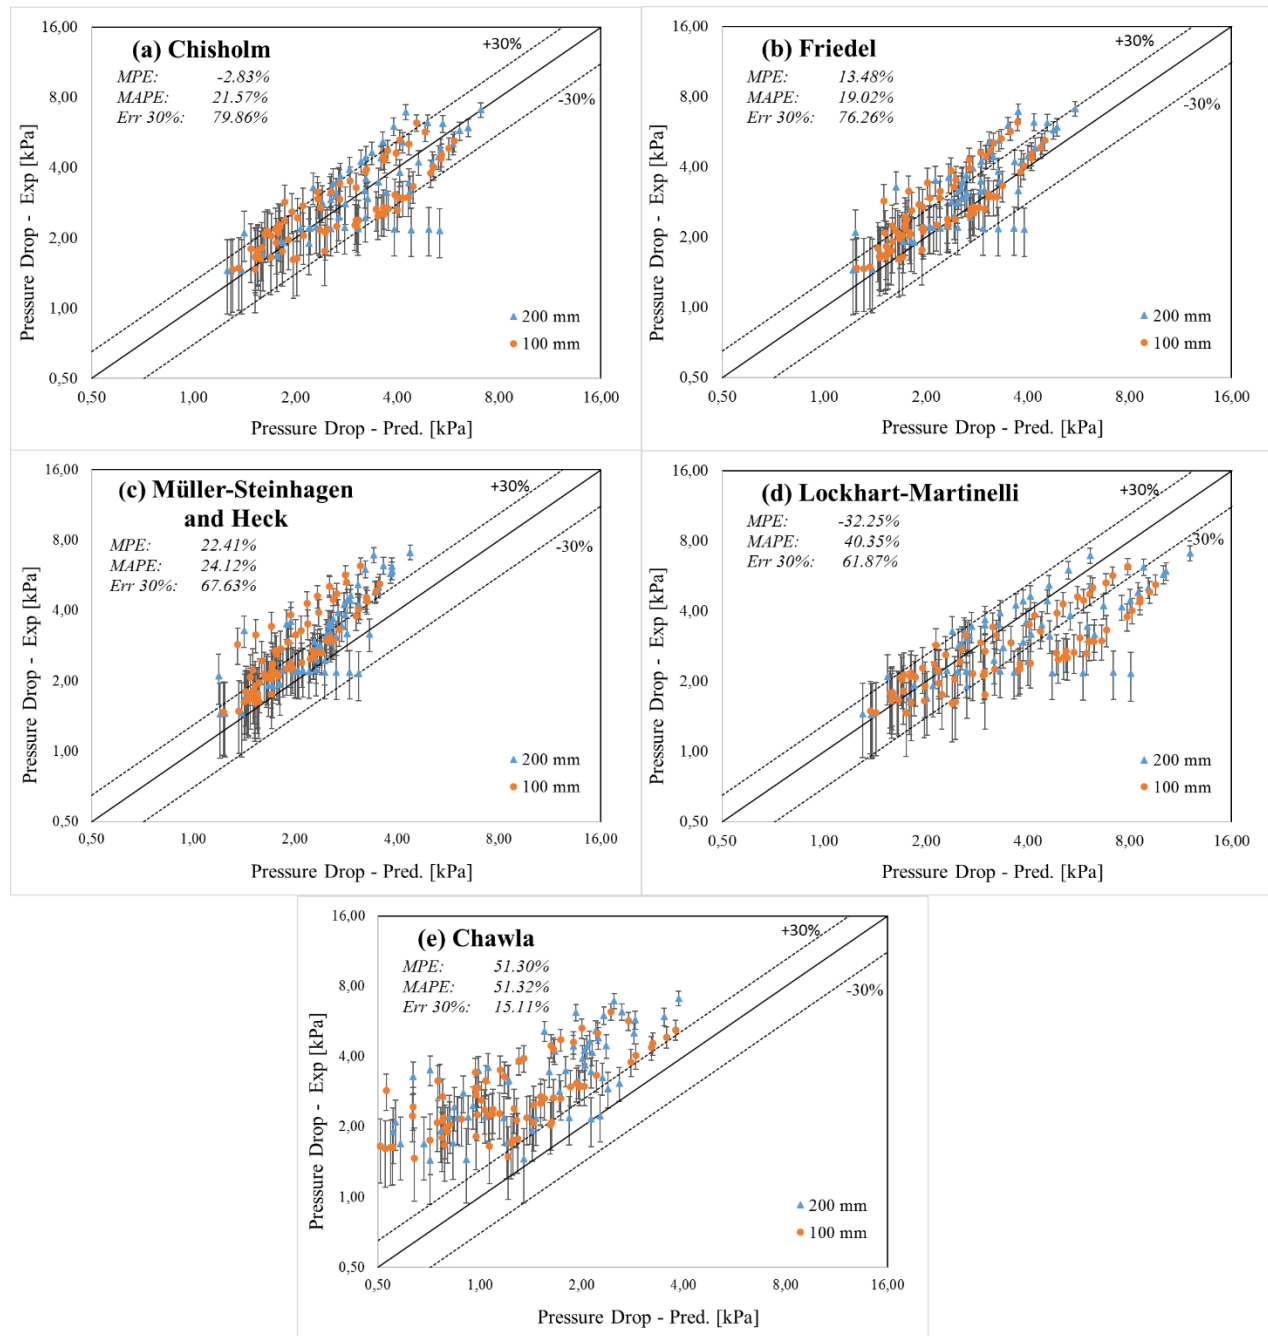 (a) Chisholm
MPE: -2.83%
MAPE: 21.57%
Err 30%: 79.86%
+30%
-30%
16,00
8,00
4,00
2,00
1,00
0,50
Pressure Drop - Exp [kPa]
200 mm
100 mm
0,50 1,00 2,00 4,00 8,00 16,00
Pressure Drop - Pred. [kPa]
(b) Friedel
MPE: 13.48%
MAPE: 19.02%
Err 30%: 76.26%
+30%
-30%
16,00
8,00
4,00
2,00
1,00
0,50
Pressure Drop - Exp [kPa]
200 mm
100 mm
0,50 1,00 2,00 4,00 8,00 16,00
Pressure Drop - Pred. [kPa]
(c) Müller-Steinhagen
and Heck
MPE: 22.41%
MAPE: 24.12%
Err 30%: 67.63%
+30%
-30%
16,00
8,00
4,00
2,00
1,00
0,50
Pressure Drop - Exp [kPa]
200 mm
100 mm
0,50 1,00 2,00 4,00 8,00 16,00
Pressure Drop - Pred. [kPa]
(d) Lockhart-Martinelli
MPE: -32.25%
MAPE: 40.35%
Err 30%: 61.87%
+30%
-30%
16,00
8,00
4,00
2,00
1,00
0,50
Pressure Drop - Exp [kPa]
200 mm
100 mm
0,50 1,00 2,00 4,00 8,00 16,00
Pressure Drop - Pred. [kPa]
(e) Chawla
MPE: 51.30%
MAPE: 51.32%
Err 30%: 15.11%
+30%
-30%
16,00
8,00
4,00
2,00
1,00
0,50
Pressure Drop - Exp [kPa]
200 mm
100 mm
0,50 1,00 2,00 4,00 8,00 16,00
Pressure Drop - Pred. [kPa]